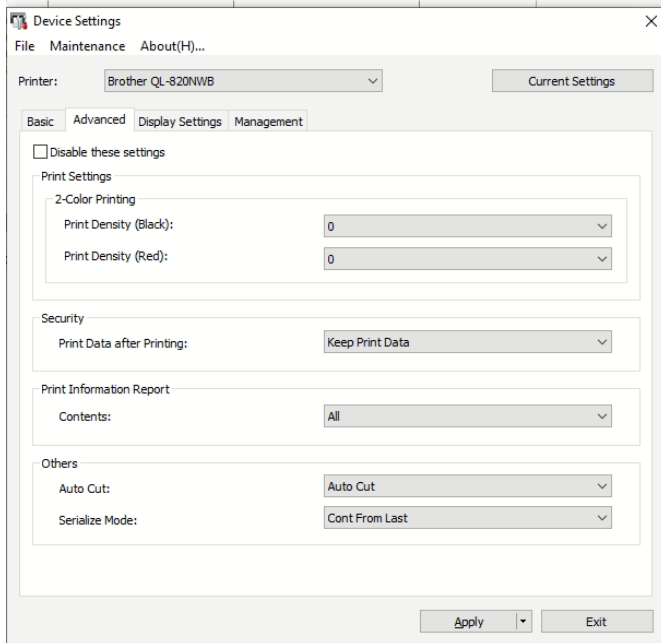 Device Settings
File Maintenance About(H)...
Printer: Brother QL-820NWB Current Settings
Basic Advanced Display Settings Management
Disable these settings
Print Settings
2-Color Printing
Print Density (Black): 0
Print Density (Red): 0
Security
Print Data after Printing: Keep Print Data
Print Information Report
Contents: All
Others
Auto Cut: Auto Cut
Serialize Mode: Cont From Last
Apply Exit